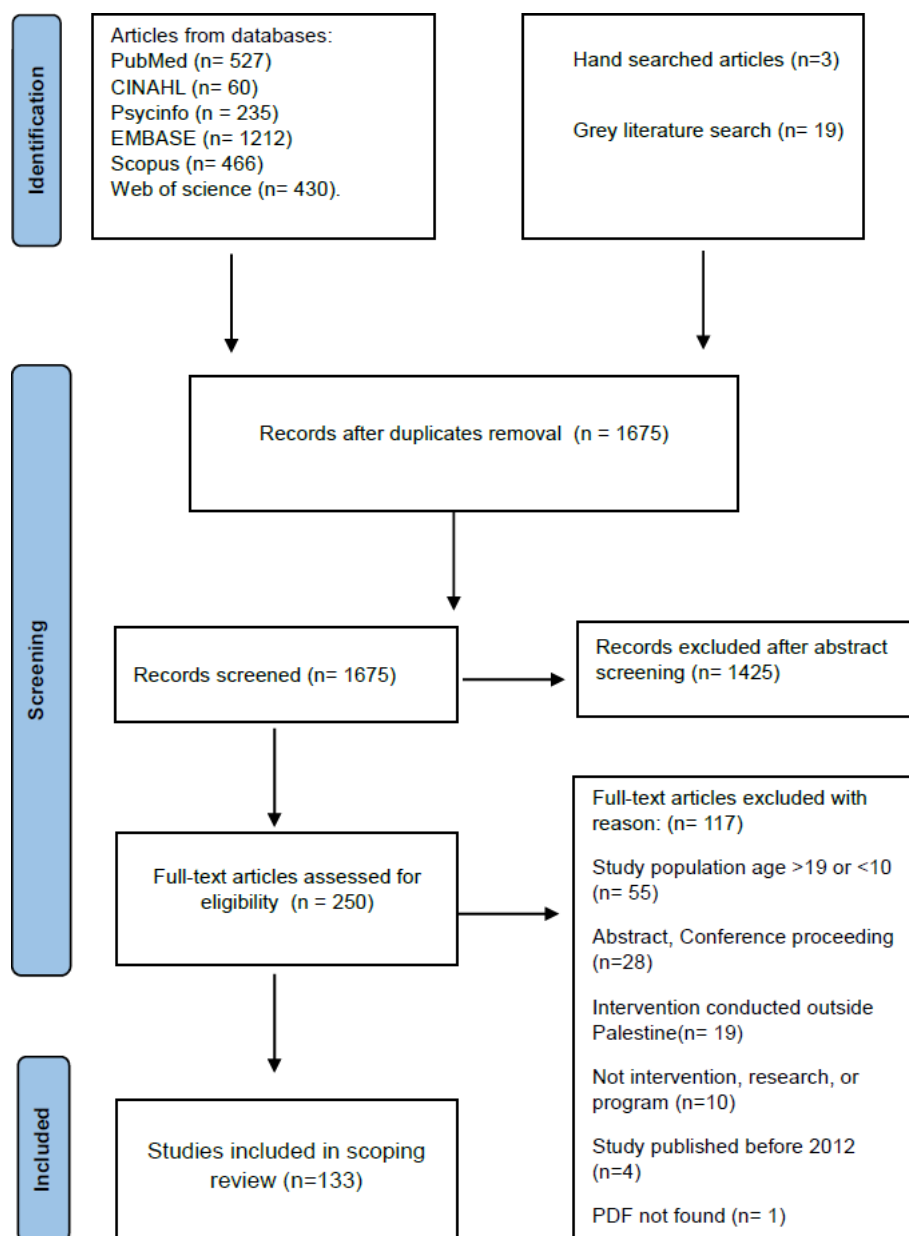 Identification
Articles from databases:
PubMed (n= 527)
CINAHL (n= 60)
Psycinfo (n = 235)
EMBASE (n= 1212)
Scopus (n= 466)
Web of science (n= 430).
Hand searched articles (n=3)
Grey literature search (n= 19)
Screening
Records after duplicates removal (n = 1675)
Records screened (n= 1675)
Records excluded after abstract
screening (n= 1425)
Full-text articles assessed for
eligibility (n = 250)
Full-text articles excluded with
reason: (n= 117)
Study population age >19 or <10
(n= 55)
Abstract, Conference proceeding
(n=28)
Intervention conducted outside
Palestine(n= 19)
Not intervention, research, or
program (n=10)
Study published before 2012
(n=4)
PDF not found (n= 1)
Included
Studies included in scoping
review (n=133)